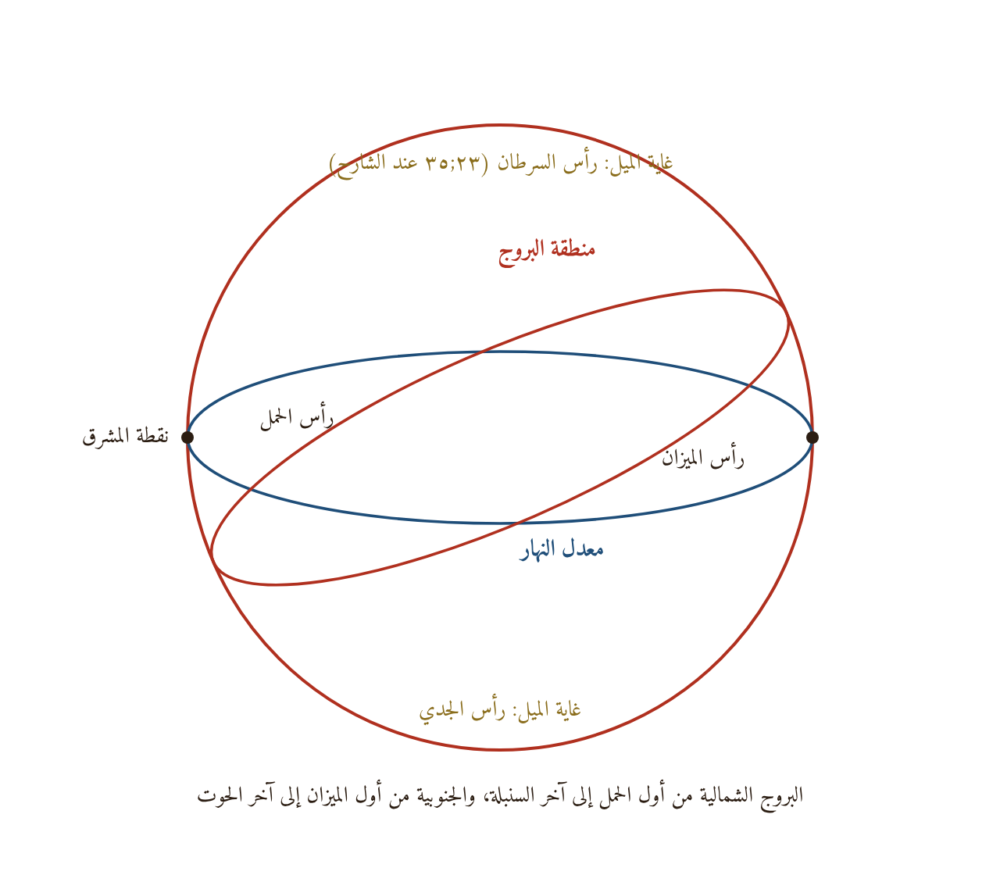 غاية الميل: رأس السرطان (٣٥;٢٣ عند الشارح)
منطقة البروج
رأس الحمل
نقطة المشرق
رأس الميزان
معدل النهار
غاية الميل: رأس الجدي
البروج الشمالية من أول الحمل إلى آخر السنبلة، والجنوبية من أول الميزان إلى آخر الحوت